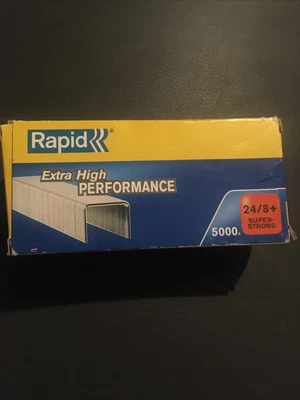 Rapid
Extra High
PERFORMANCE
5000
24/8+
SUPER-
STRONG